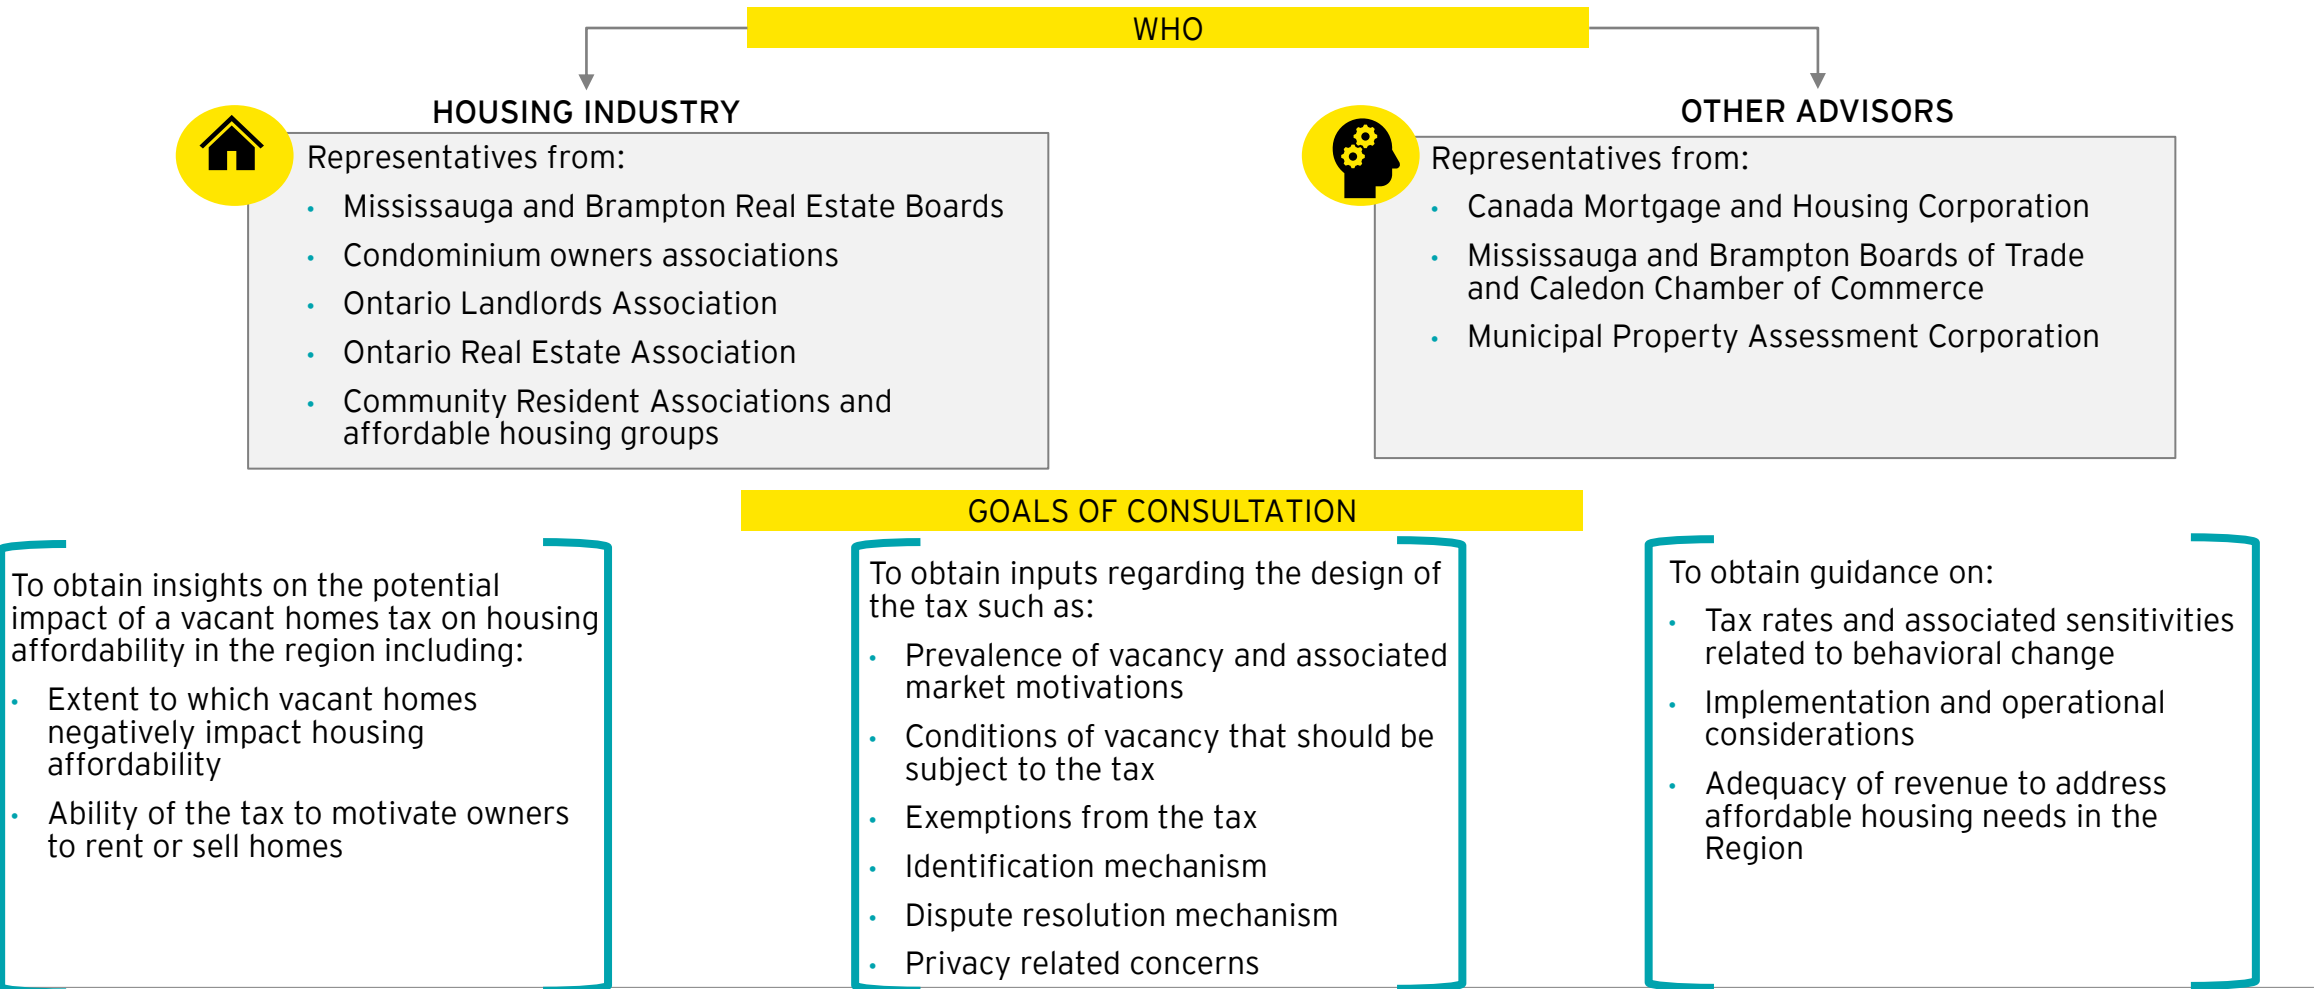 WHO
HOUSING INDUSTRY
Representatives from:
• Mississauga and Brampton Real Estate Boards
• Condominium owners associations
• Ontario Landlords Association
• Ontario Real Estate Association
• Community Resident Associations and
affordable housing groups
OTHER ADVISORS
Representatives from:
• Canada Mortgage and Housing Corporation
• Mississauga and Brampton Boards of Trade
and Caledon Chamber of Commerce
• Municipal Property Assessment Corporation
GOALS OF CONSULTATION
To obtain insights on the potential
impact of a vacant homes tax on housing
affordability in the region including:
• Extent to which vacant homes
negatively impact housing
affordability
• Ability of the tax to motivate owners
to rent or sell homes
To obtain inputs regarding the design of
the tax such as:
• Prevalence of vacancy and associated
market motivations
• Conditions of vacancy that should be
subject to the tax
• Exemptions from the tax
• Identification mechanism
• Dispute resolution mechanism
• Privacy related concerns
To obtain guidance on:
• Tax rates and associated sensitivities
related to behavioral change
• Implementation and operational
considerations
• Adequacy of revenue to address
affordable housing needs in the
Region